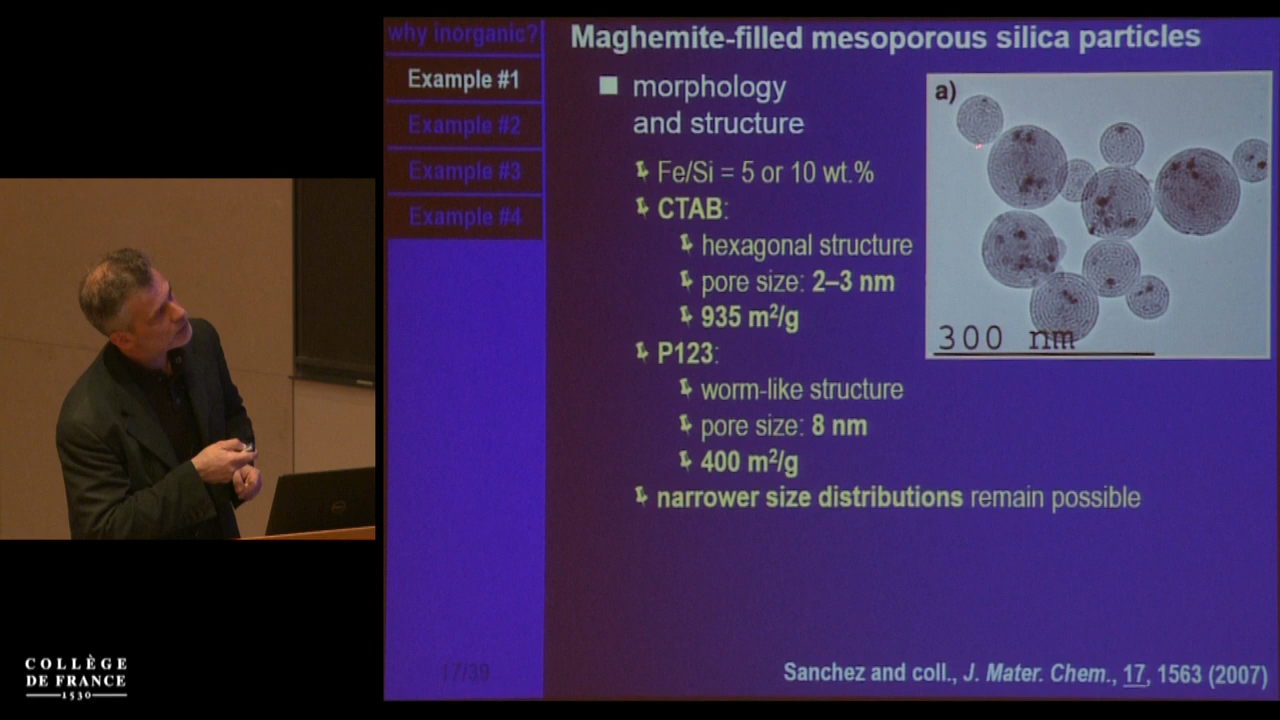 why inorganic?
Example #1
Example #2
Example #3
Example #4
Maghemite-filled mesoporous silica particles
morphology
and structure
Fe/Si = 5 or 10 wt.%
CTAB:
hexagonal structure
pore size: 2–3 nm
935 m²/g
P123:
worm-like structure
pore size: 8 nm
400 m²/g
narrower size distributions remain possible
a)
300 nm
17/39
Sanchez and coll., J. Mater. Chem., 17, 1563 (2007)
COLLÈGE
DE FRANCE
1530